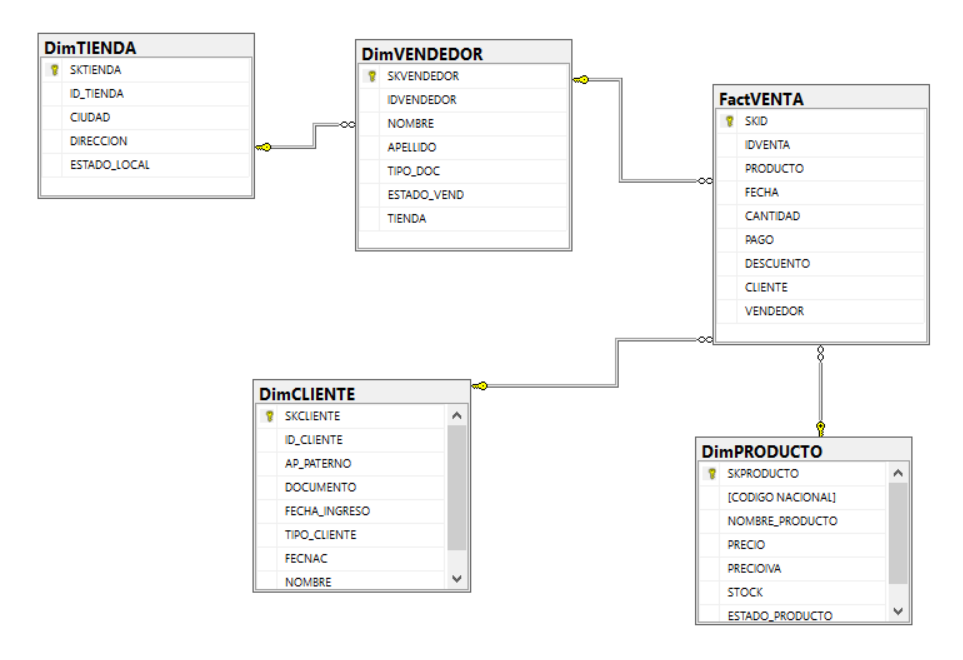 DimTIENDA
SKTIENDA
ID_TIENDA
CIUDAD
DIRECCION
ESTADO_LOCAL
DimVENDEDOR
SKVENDEDOR
IDVENDEDOR
NOMBRE
APELLIDO
TIPO_DOC
ESTADO_VEND
TIENDA
FactVENTA
SKID
IDVENTA
PRODUCTO
FECHA
CANTIDAD
PAGO
DESCUENTO
CLIENTE
VENDEDOR
DimCLIENTE
SKCLIENTE
ID_CLIENTE
AP_PATERNO
DOCUMENTO
FECHA_INGRESO
TIPO_CLIENTE
FECNAC
NOMBRE
DimPRODUCTO
SKPRODUCTO
[CODIGO NACIONAL]
NOMBRE_PRODUCTO
PRECIO
PRECIOIVA
STOCK
ESTADO_PRODUCTO